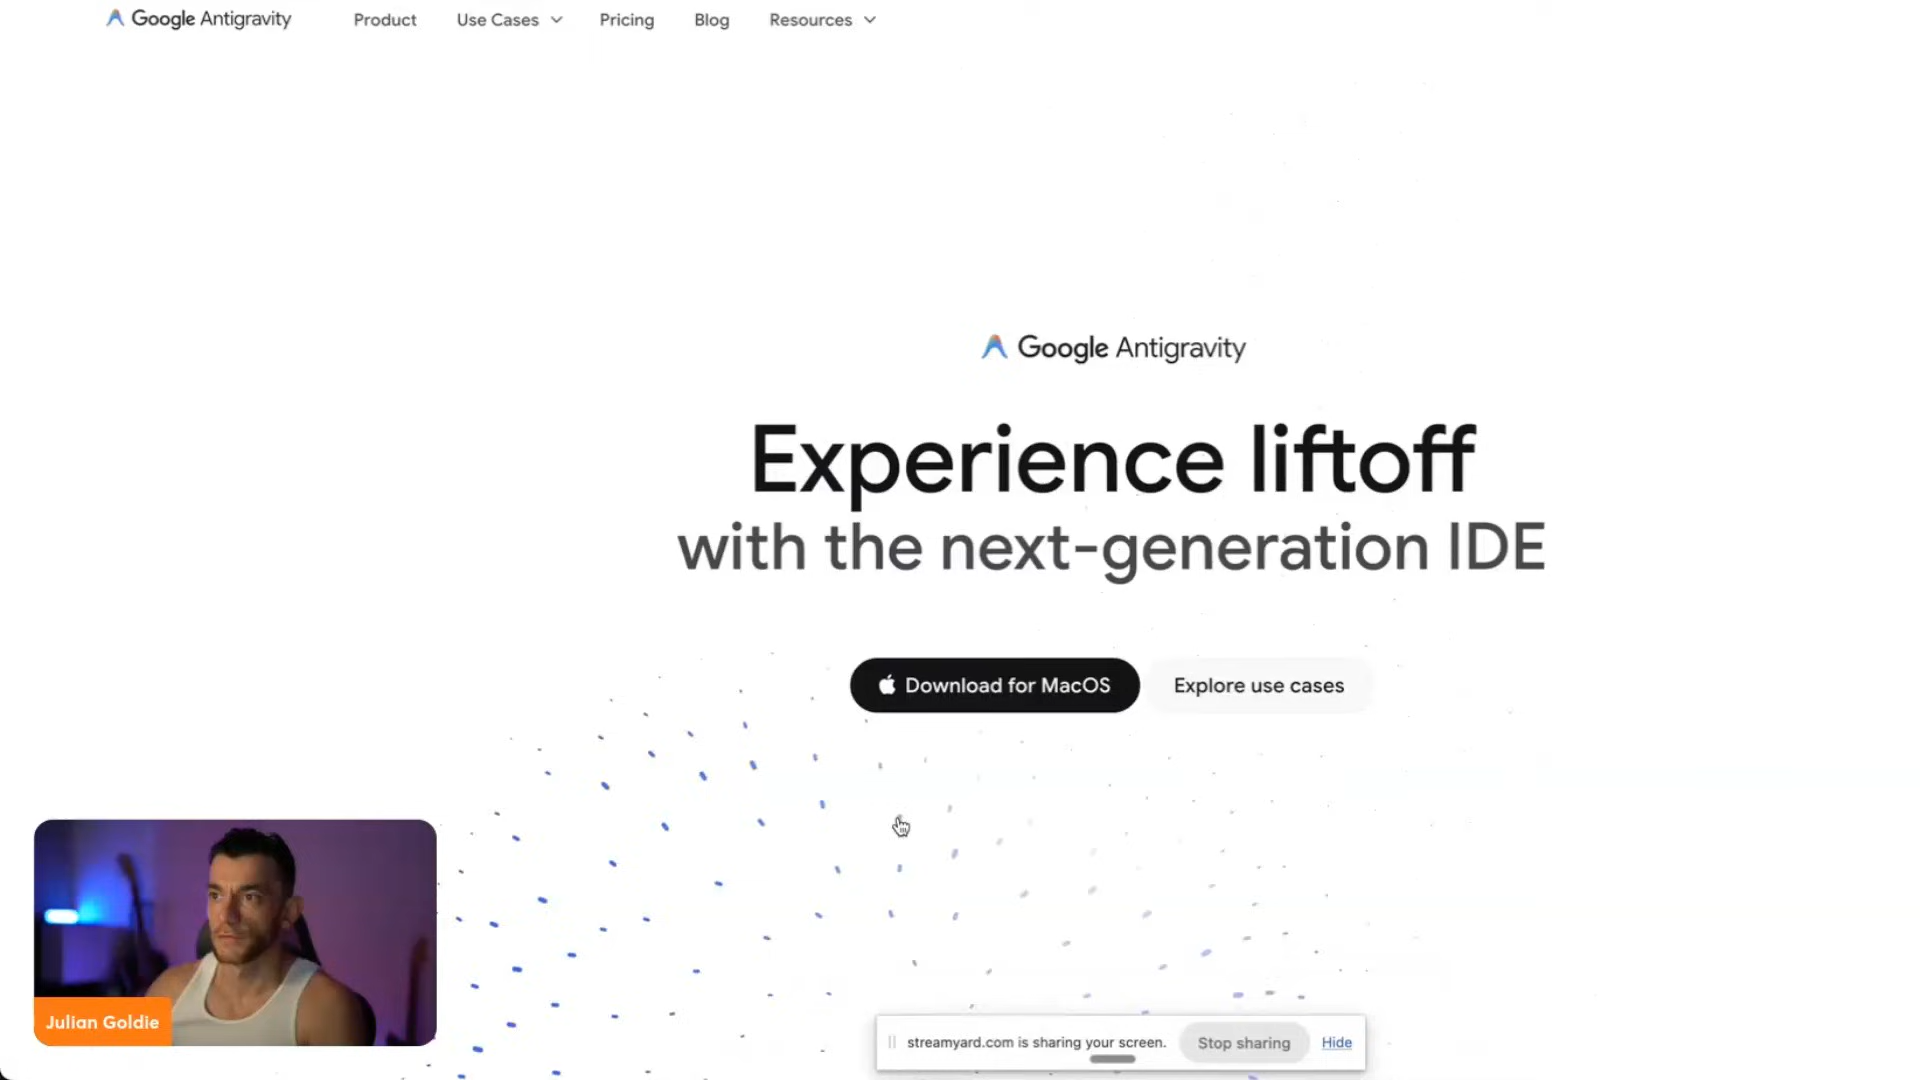 Google Antigravity
Product
Use Cases
Pricing
Blog
Resources
Google Antigravity
Experience liftoff
with the next-generation IDE
Download for MacOS
Explore use cases
Julian Goldie
streamyard.com is sharing your screen.
Stop sharing
Hide